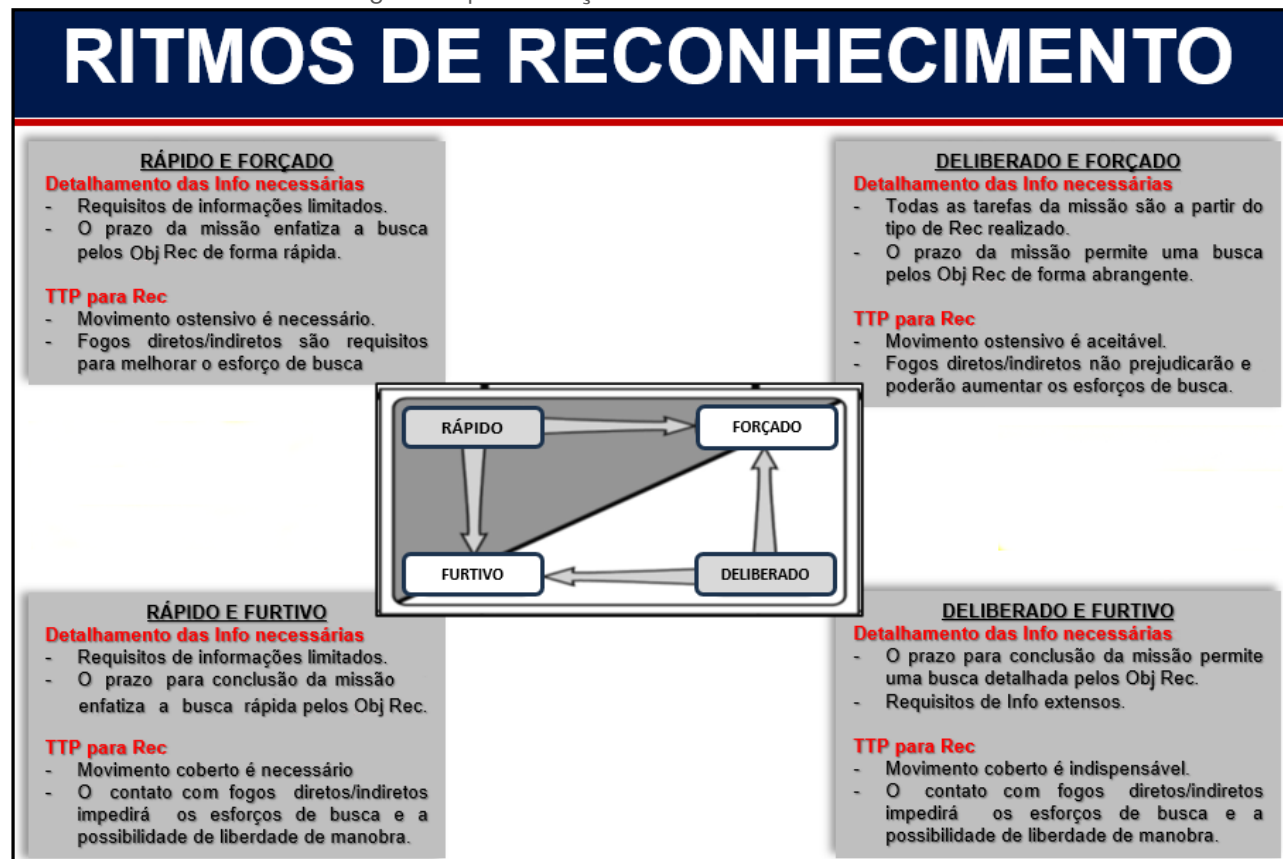 RITMOS DE RECONHECIMENTO
RÁPIDO E FORÇADO
Detalhamento das Info necessárias
- Requisitos de informações limitados.
- O prazo da missão enfatiza a busca
pelos Obj Rec de forma rápida.
TTP para Rec
- Movimento ostensivo é necessário.
- Fogos diretos/indiretos são requisitos
para melhorar o esforço de busca
DELIBERADO E FORÇADO
Detalhamento das Info necessárias
- Todas as tarefas da missão são a partir do
tipo de Rec realizado.
- O prazo da missão permite uma busca
pelos Obj Rec de forma abrangente.
TTP para Rec
- Movimento ostensivo é aceitável.
- Fogos diretos/indiretos não prejudicarão e
poderão aumentar os esforços de busca.
RÁPIDO
FORÇADO
FURTIVO
DELIBERADO
RÁPIDO E FURTIVO
Detalhamento das Info necessárias
- Requisitos de informações limitados.
- O prazo para conclusão da missão
enfatiza a busca rápida pelos Obj Rec.
TTP para Rec
- Movimento coberto é necessário
- O contato com fogos diretos/indiretos
impedirá os esforços de busca e a
possibilidade de liberdade de manobra.
DELIBERADO E FURTIVO
Detalhamento das Info necessárias
- O prazo para conclusão da missão permite
uma busca detalhada pelos Obj Rec.
- Requisitos de Info extensos.
TTP para Rec
- Movimento coberto é indispensável.
- O contato com fogos diretos/indiretos
impedirá os esforços de busca e a
possibilidade de liberdade de manobra.